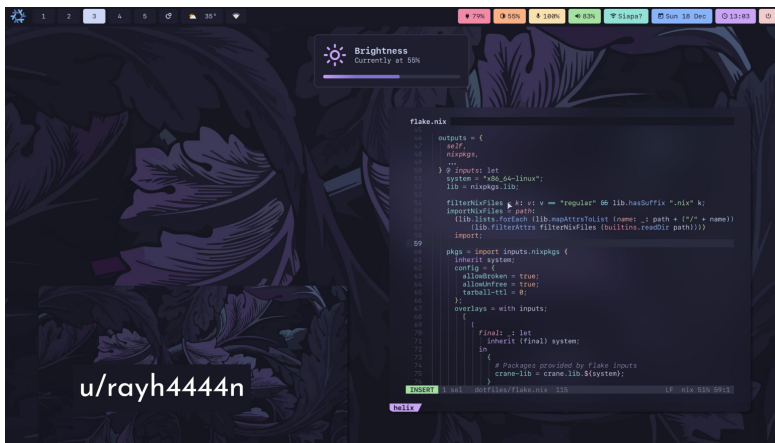 1 2 3 4 5 35° 79% 55% 100% 83% Siapa? Sun 18 Dec 13:03
Brightness
Currently at 55%
flake.nix
outputs = {
self,
nixpkgs,
...
} @ inputs: let
system = "x86_64-linux";
lib = nixpkgs.lib;
filterNixFiles = k: v: v == "regular" && lib.hasSuffix ".nix" k;
importNixFiles = path:
(lib.lists.forEach (lib.mapAttrsToList (name: _: path + ("/" + name))
(lib.filterAttrs filterNixFiles (builtins.readDir path))))
import;
59
pkgs = import inputs.nixpkgs {
inherit system;
config = {
allowBroken = true;
allowUnfree = true;
tarball-ttl = 0;
};
overlays = with inputs;
[
(
final: _: let
inherit (final) system;
in
{
# Packages provided by flake inputs
crane-lib = crane.lib.${system};
}
INSERT 1 sel dotfiles/flake.nix 115 LF nix 51% 59:1
helix
u/rayh4444n